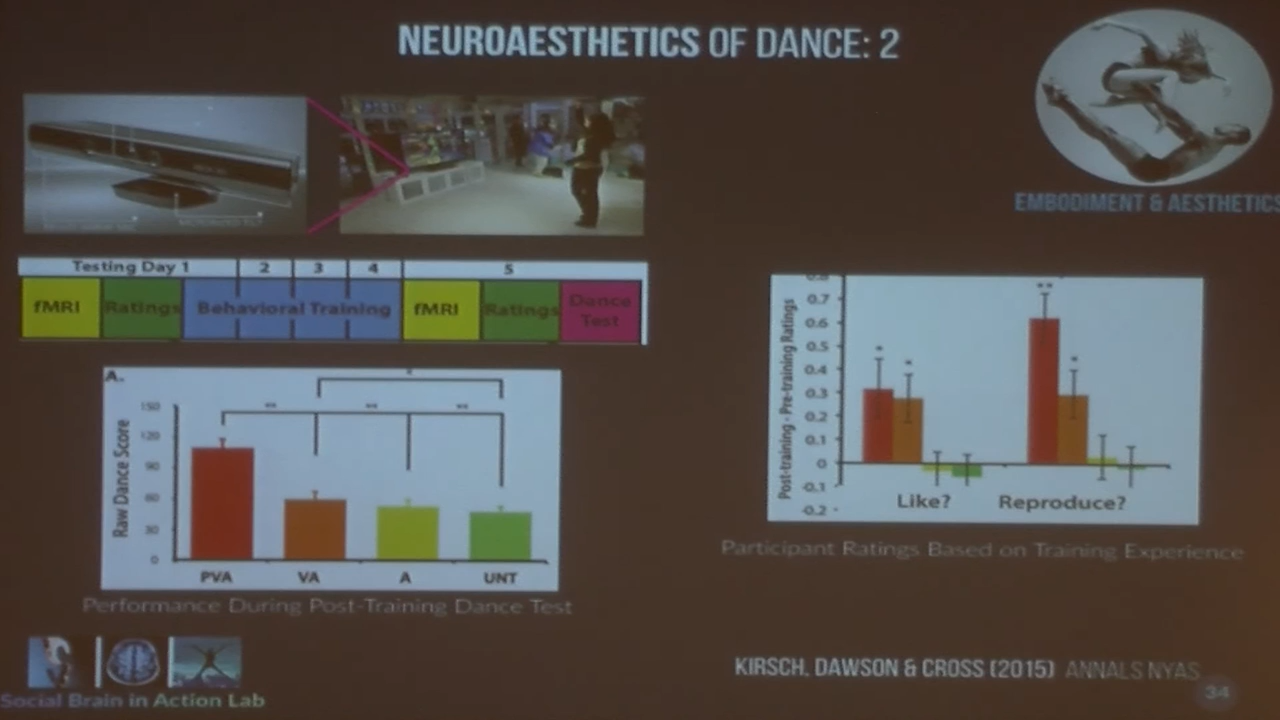 NEUROAESTHETICS OF DANCE: 2
EMBODIMENT & AESTHETICS
Testing Day 1 2 3 4 5
fMRI Ratings Behavioral Training fMRI Ratings Dance Test
A.
Raw Dance Score
150
120
90
60
30
0
** ** ** *
PVA VA A UNT
Performance During Post-Training Dance Test
Post-training - Pre-training Ratings
0.8
0.7
0.6
0.5
0.4
0.3
0.2
0.1
0
-0.1
-0.2
* * ** *
Like? Reproduce?
Participant Ratings Based on Training Experience
KIRSCH, DAWSON & CROSS (2015) ANNALS NYAS
34
Social Brain in Action Lab